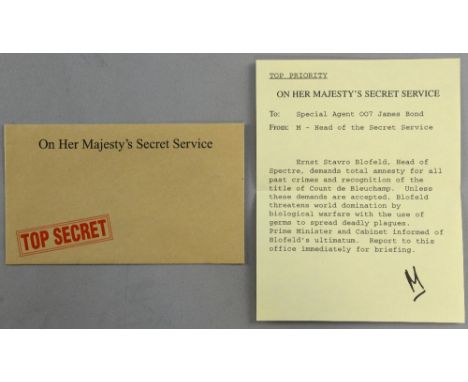 On Her Majesty's Secret Service
TOP SECRET
TOP PRIORITY
ON HER MAJESTY'S SECRET SERVICE
To: Special Agent 007 James Bond
From: M - Head of the Secret Service
Ernst Stavro Blofeld, Head of
Spectre, demands total amnesty for all
past crimes and recognition of the
title of Count de Bleuchamp. Unless
these demands are accepted. Blofeld
threatens world domination by
biological warfare with the use of
germs to spread deadly plagues.
Prime Minister and Cabinet informed of
Blofeld's ultimatum. Report to this
office immediately for briefing.
M